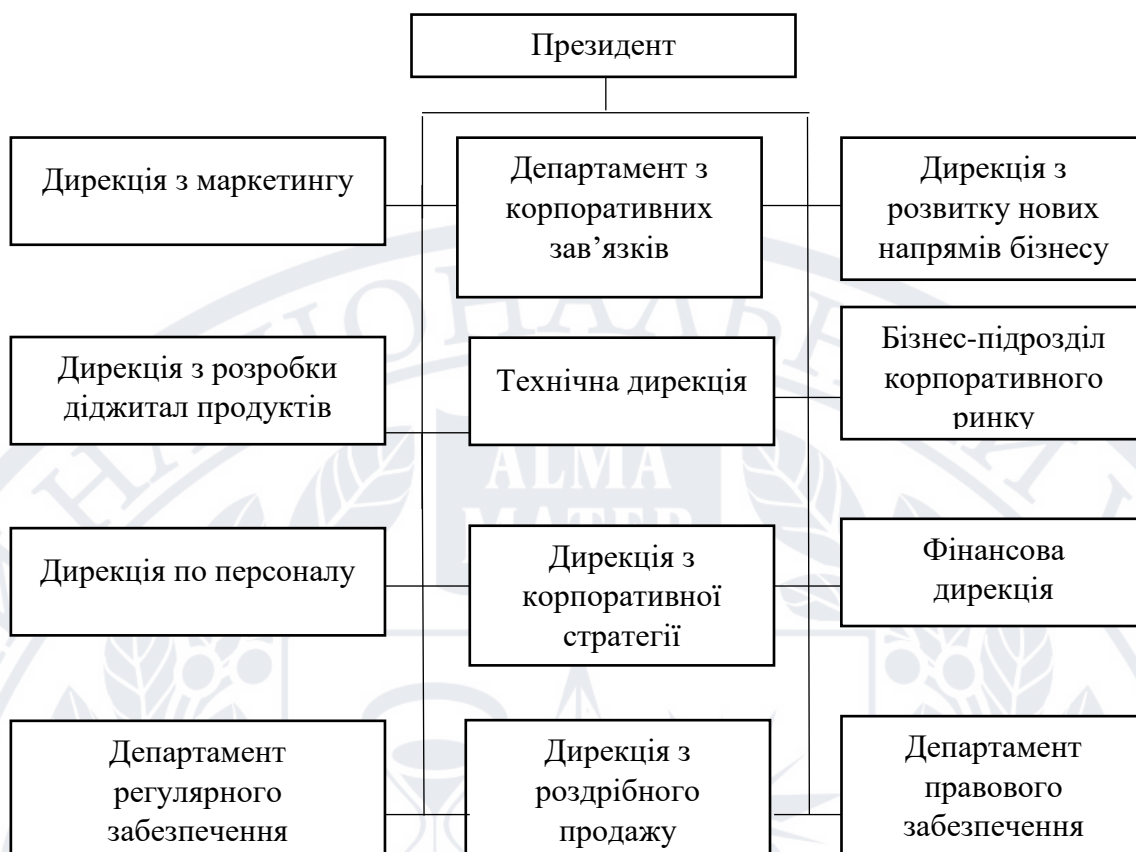 Президент
Дирекція з маркетингу
Департамент з
корпоративних
зав’язків
Дирекція з
розвитку нових
напрямів бізнесу
Дирекція з розробки
діджитал продуктів
Технічна дирекція
Бізнес-підрозділ
корпоративного
ринку
Дирекція по персоналу
Дирекція з
корпоративної
стратегії
Фінансова
дирекція
Департамент
регулярного
забезпечення
Дирекція з
роздрібного
продажу
Департамент
правового
забезпечення
ALMA
MATER